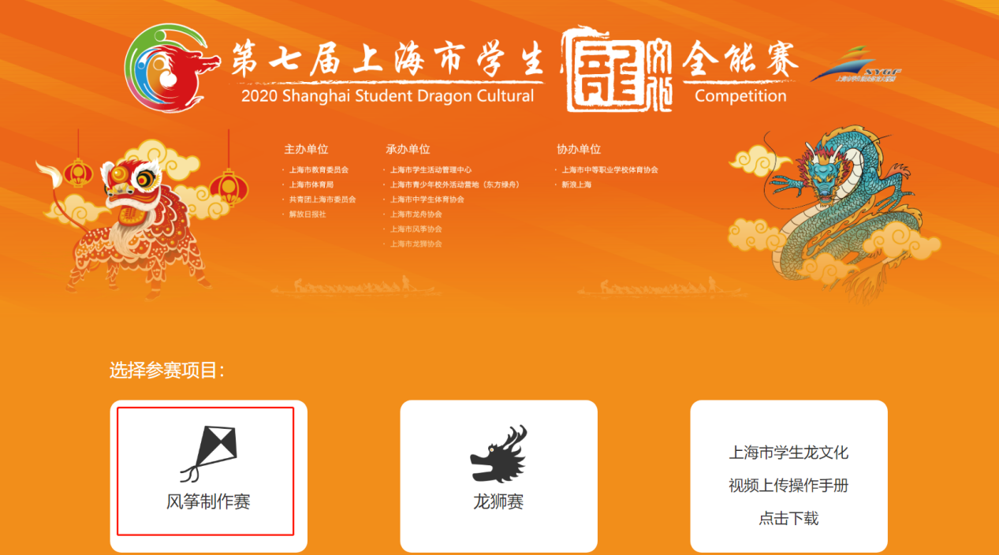 第七届上海市学生龍文化全能赛
2020 Shanghai Student Dragon Cultural Competition
XYGF
主办单位
· 上海市教育委员会
· 上海市体育局
· 共青团上海市委员会
· 解放日报社
承办单位
· 上海市学生活动管理中心
· 上海市青少年校外活动营地（东方绿舟）
· 上海市中学生体育协会
· 上海市龙舟协会
· 上海市风筝协会
· 上海市龙狮协会
协办单位
· 上海市中等职业学校体育协会
· 新浪上海
选择参赛项目：
风筝制作赛
龙狮赛
上海市学生龙文化
视频上传操作手册
点击下载